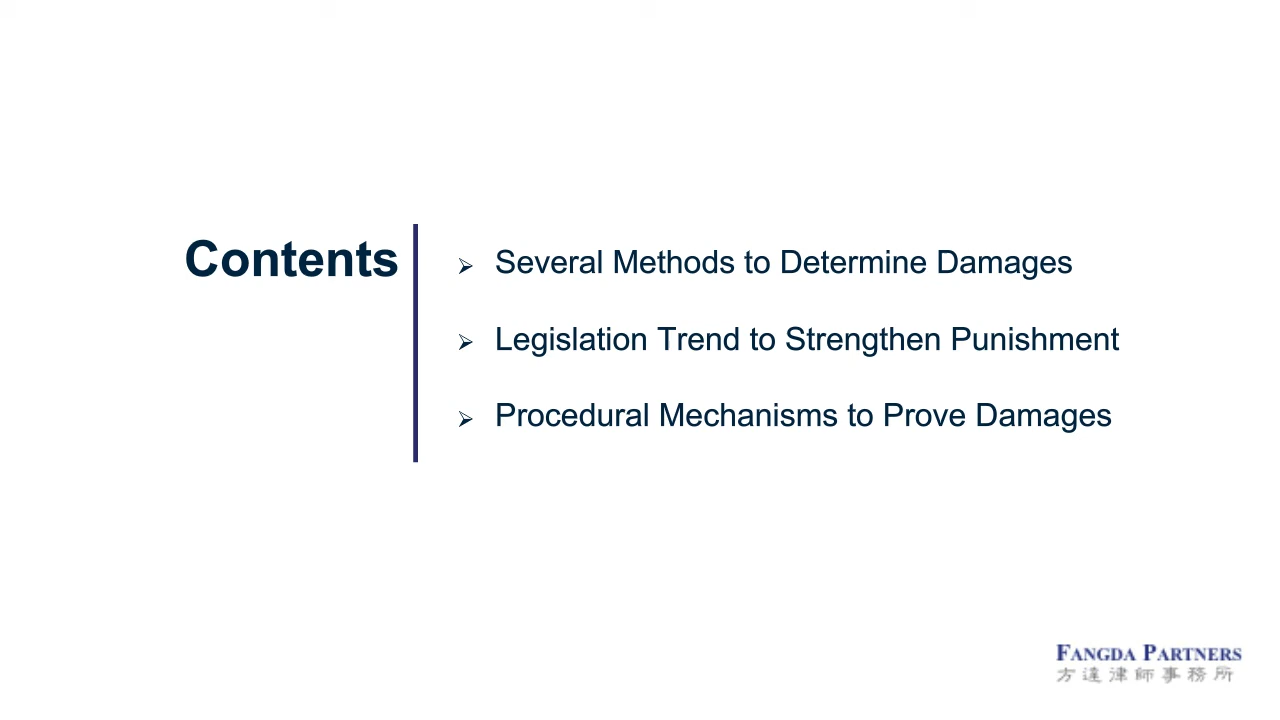 Contents
➢ Several Methods to Determine Damages
➢ Legislation Trend to Strengthen Punishment
➢ Procedural Mechanisms to Prove Damages
FANGDA PARTNERS
方達律師事務所